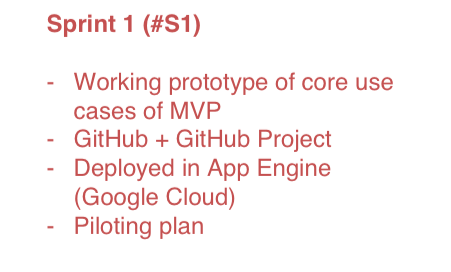 Sprint 1 (#S1)
- Working prototype of core use
cases of MVP
- GitHub + GitHub Project
- Deployed in App Engine
(Google Cloud)
- Piloting plan